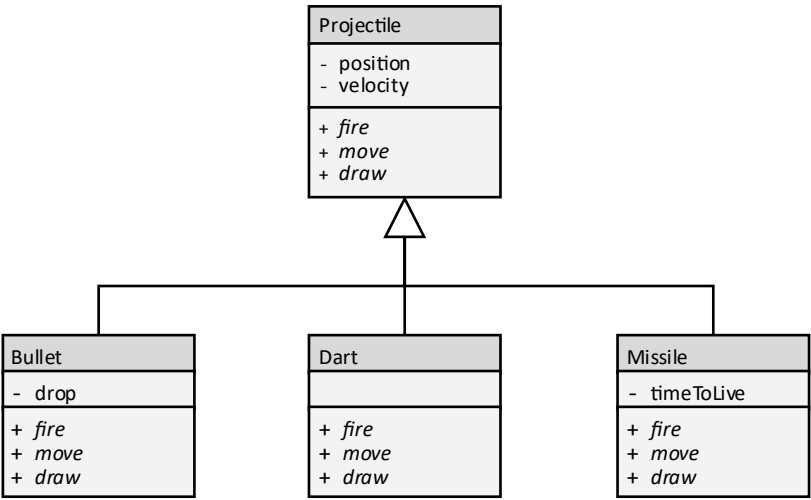 Projectile
- position
- velocity
+ fire
+ move
+ draw
Bullet
- drop
+ fire
+ move
+ draw
Dart
+ fire
+ move
+ draw
Missile
- timeToLive
+ fire
+ move
+ draw